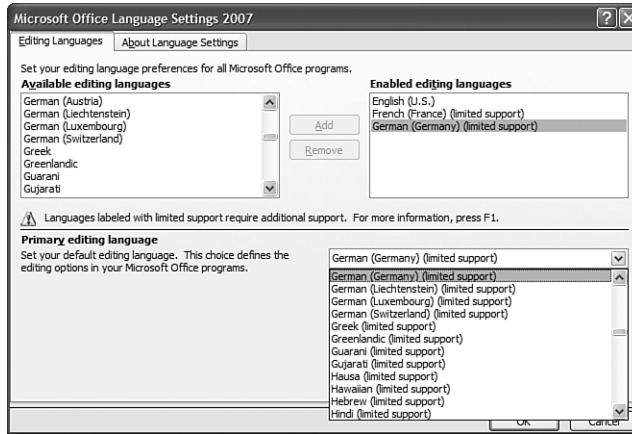 Microsoft Office Language Settings 2007
Editing Languages
About Language Settings
Set your editing language preferences for all Microsoft Office programs.
Available editing languages
German (Austria)
German (Liechtenstein)
German (Luxembourg)
German (Switzerland)
Greek
Greenlandic
Guarani
Gujarati
Add
Remove
Enabled editing languages
English (U.S.)
French (France) (limited support)
German (Germany) (limited support)
Languages labeled with limited support require additional support. For more information, press F1.
Primary editing language
Set your default editing language. This choice defines the
editing options in your Microsoft Office programs.
German (Germany) (limited support)
German (Germany) (limited support)
German (Liechtenstein) (limited support)
German (Luxembourg) (limited support)
German (Switzerland) (limited support)
Greek (limited support)
Greenlandic (limited support)
Guarani (limited support)
Gujarati (limited support)
Hausa (limited support)
Hawaiian (limited support)
Hebrew (limited support)
Hindi (limited support)
OK
Cancel